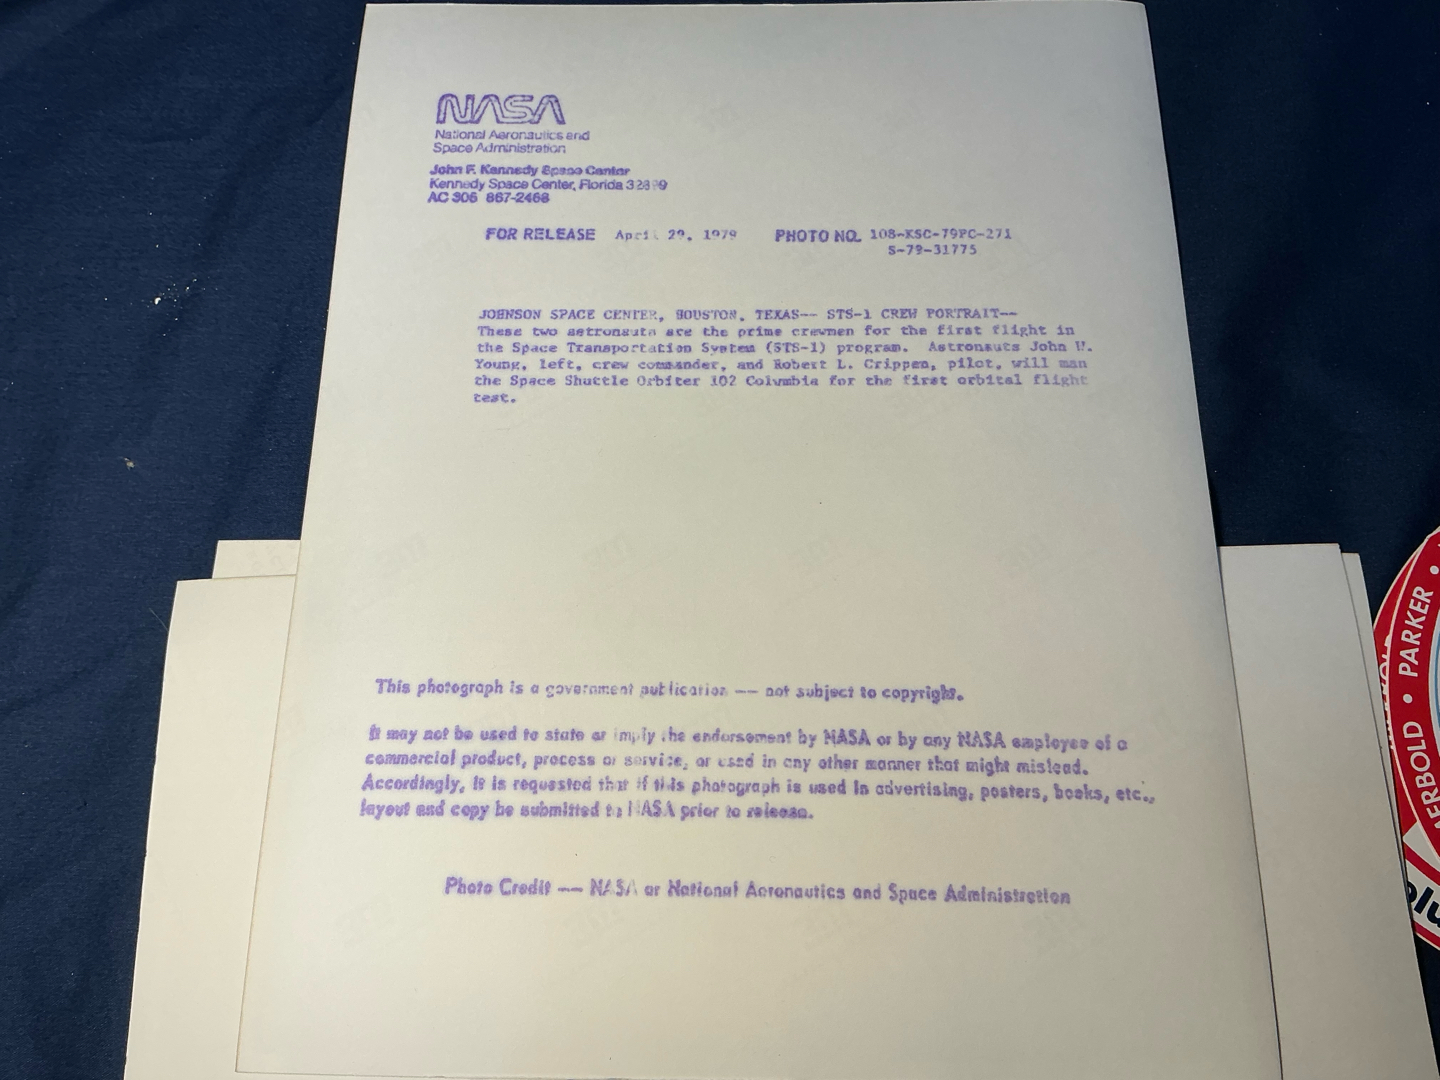 NASA
National Aeronautics and
Space Administration
John F. Kennedy Space Center
Kennedy Space Center, Florida
AC 305 867-2468
FOR RELEASE April 29, 1979 PHOTO NO. 108-KSC-79PC-271
S-79-31775
JOHNSON SPACE CENTER, HOUSTON, TEXAS-- STS-1 CREW PORTRAIT--
These two astronauts are the prime crewmen for the first flight in
the Space Transportation System (STS-1) program. Astronauts John W.
Young, left, crew commander, and Robert L. Crippen, pilot, will man
the Space Shuttle Orbiter 102 Columbia for the first orbital flight
test.
This photograph is a government publication -- not subject to copyright.
It may not be used to state or imply the endorsement by NASA or by any NASA employee of a
commercial product, process or service, or used in any other manner that might mislead.
Accordingly, it is requested that if this photograph is used in advertising, posters, books, etc.,
layout and copy be submitted to NASA prior to release.
Photo Credit -- NASA or National Aeronautics and Space Administration
PARKER •
ERBOLD •